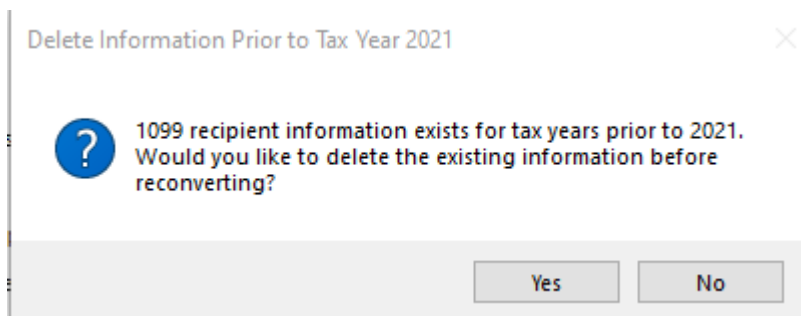 Delete Information Prior to Tax Year 2021
1099 recipient information exists for tax years prior to 2021.
Would you like to delete the existing information before
reconverting?
Yes No